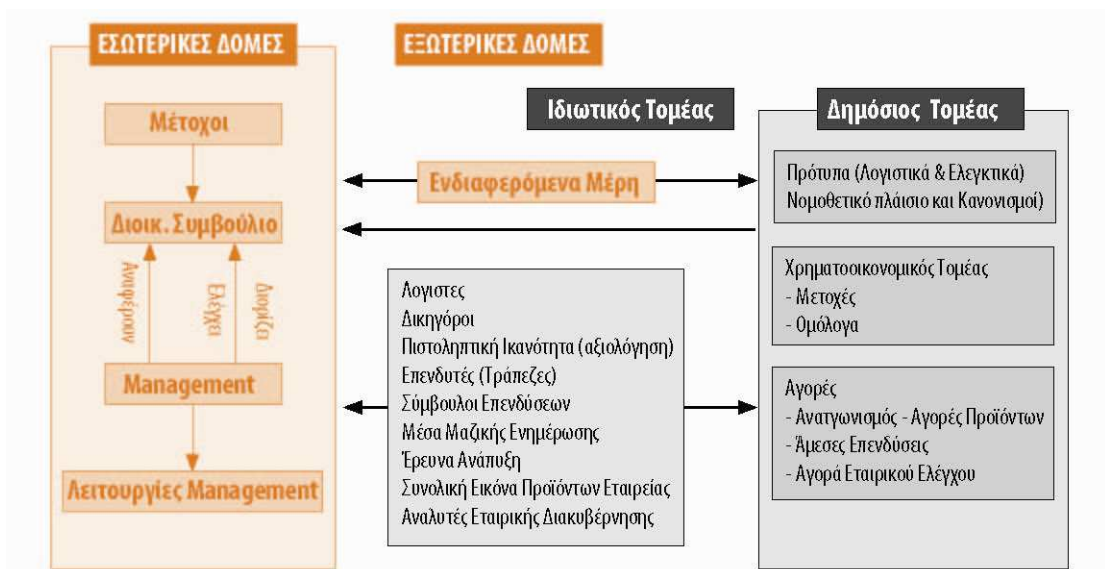 ΕΣΩΤΕΡΙΚΕΣ ΔΟΜΕΣ
ΕΞΩΤΕΡΙΚΕΣ ΔΟΜΕΣ
Μέτοχοι
Διοικ. Συμβούλιο
Αναφέρουν
Ελέγχει
Διορίζει
Management
Λειτουργίες Management
Ιδιωτικός Τομέας
Ενδιαφερόμενα Μέρη
Λογιστες
Δικηγόροι
Πιστοληπτική Ικανότητα (αξιολόγηση)
Επενδυτές (Τράπεζες)
Σύμβουλοι Επενδύσεων
Μέσα Μαζικής Ενημέρωσης
Έρευνα Ανάπυξη
Συνολική Εικόνα Προϊόντων Εταιρείας
Αναλυτές Εταιρικής Διακυβέρνησης
Δημόσιος Τομέας
Πρότυπα (Λογιστικά & Ελεγκτικά)
Νομοθετικό πλάισιο και Κανονισμοί)
Χρηματοοικονομικός Τομέας
- Μετοχές
- Ομόλογα
Αγορές
- Ανατγωνισμός - Αγορές Προϊόντων
- Άμεσες Επενδύσεις
- Αγορά Εταιρικού Ελέγχου